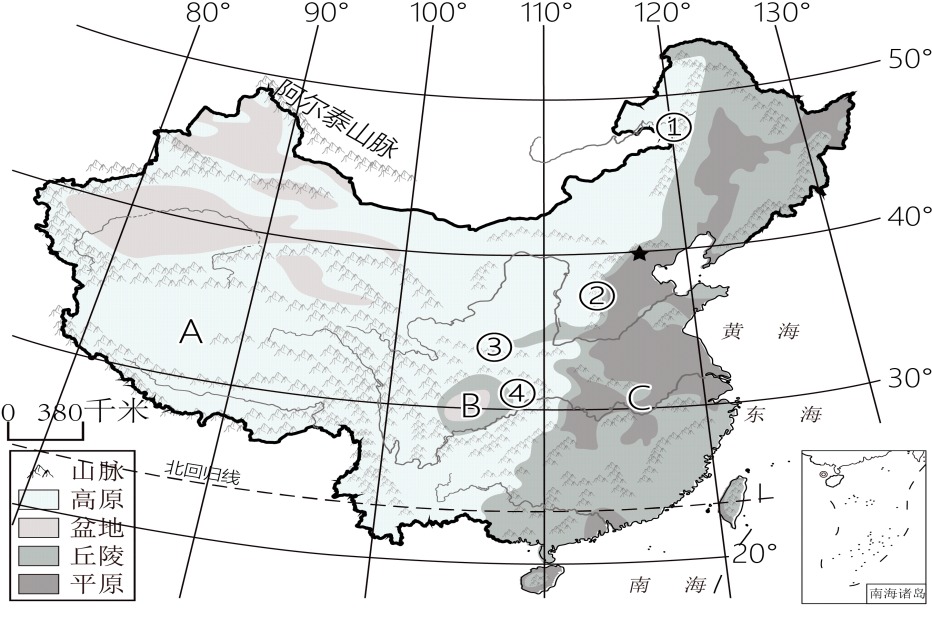 80° 90° 100° 110° 120° 130°
50°
阿尔泰山脉
①
40°
②
A
黄 海
③
30°
④
B
C
0 380千米
东 海
山脉
北回归线
高原
盆地
丘陵
20°
平原
南 海
南海诸岛